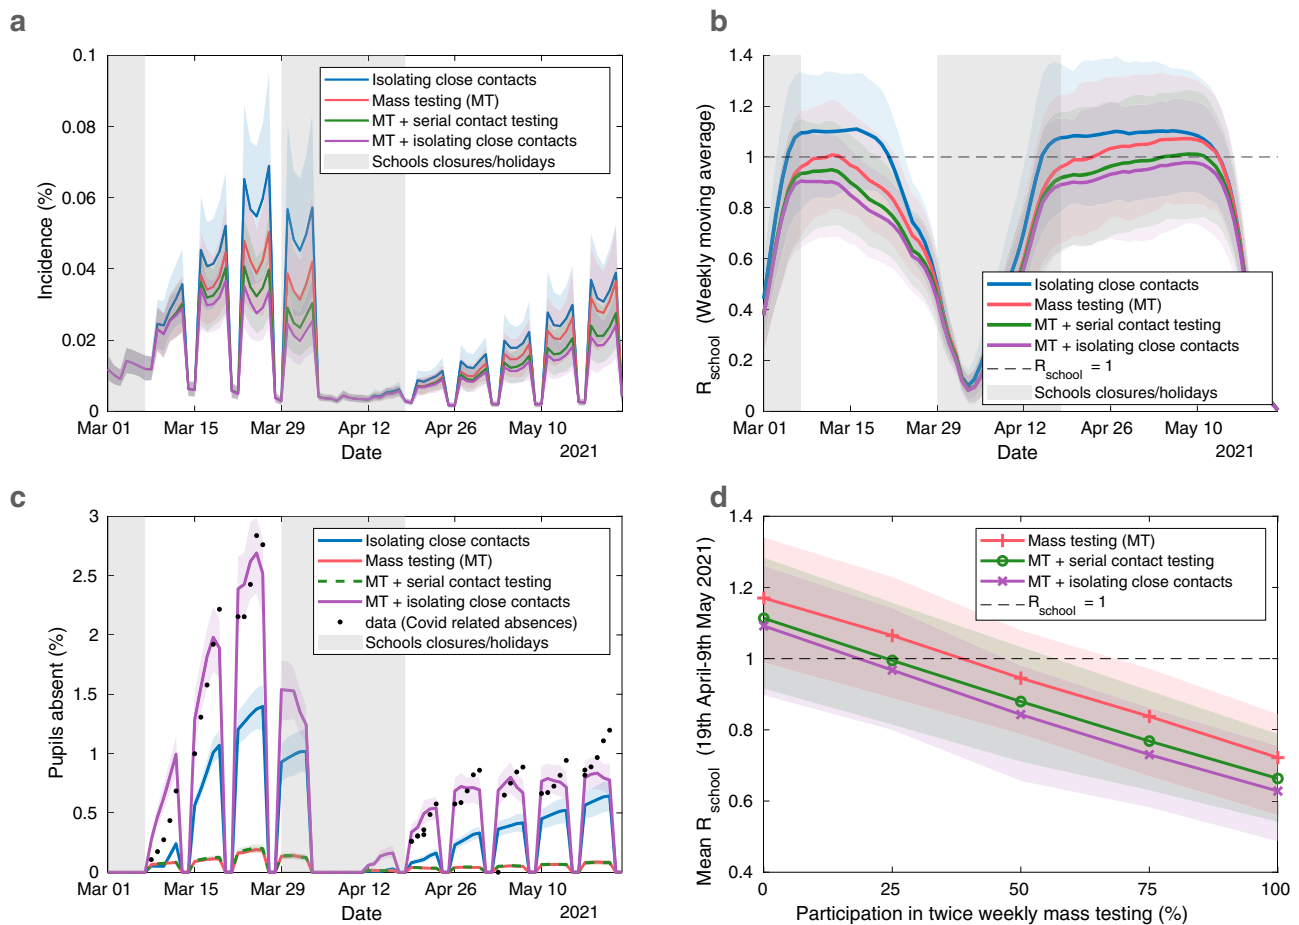 a
0.1
0.08
0.06
0.04
0.02
0
Incidence (%)
Isolating close contacts
Mass testing (MT)
MT + serial contact testing
MT + isolating close contacts
Schools closures/holidays
Mar 01
Mar 15
Mar 29
Apr 12
Apr 26
May 10
Date
2021
b
1.4
1.2
1
0.8
0.6
0.4
0.2
0
R school (Weekly moving average)
Isolating close contacts
Mass testing (MT)
MT + serial contact testing
MT + isolating close contacts
R school = 1
Schools closures/holidays
Mar 01
Mar 15
Mar 29
Apr 12
Apr 26
May 10
Date
2021
c
3
2.5
2
1.5
1
0.5
0
Pupils absent (%)
Isolating close contacts
Mass testing (MT)
MT + serial contact testing
MT + isolating close contacts
data (Covid related absences)
Schools closures/holidays
Mar 01
Mar 15
Mar 29
Apr 12
Apr 26
May 10
Date
2021
d
1.4
1.2
1
0.8
0.6
0.4
Mean R school (19th April-9th May 2021)
Mass testing (MT)
MT + serial contact testing
MT + isolating close contacts
R school = 1
0
25
50
75
100
Participation in twice weekly mass testing (%)